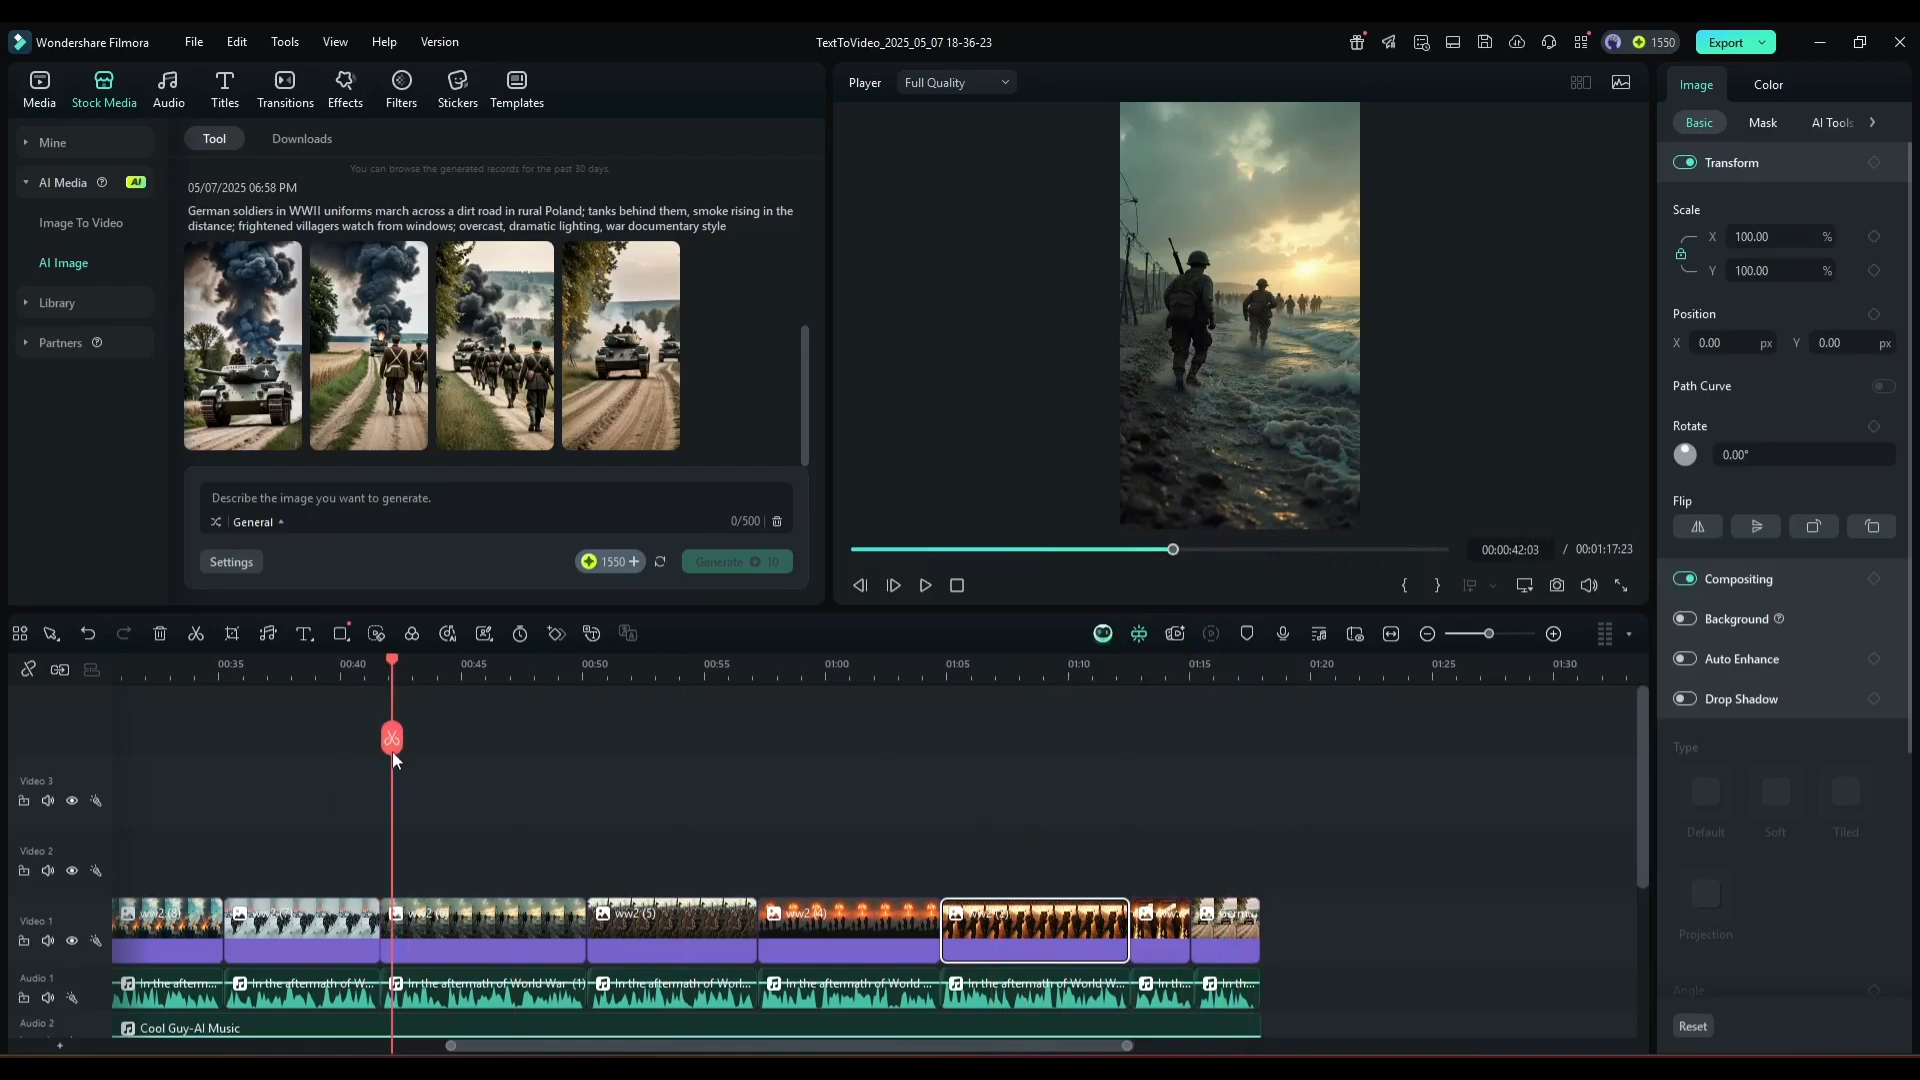 Wondershare Filmora
File
Edit
Tools
View
Help
Version
TextToVideo_2025_05_07 18-36-23
1550
Export
Media
Stock Media
Audio
Titles
Transitions
Effects
Filters
Stickers
Templates
Player
Full Quality
Image
Color
Mine
AI Media
AI
Image To Video
AI Image
Library
Partners
Tool
Downloads
You can browse the generated records for the past 30 days.
05/07/2025 06:58 PM
German soldiers in WWII uniforms march across a dirt road in rural Poland; tanks behind them, smoke rising in the
distance; frightened villagers watch from windows; overcast, dramatic lighting, war documentary style
Describe the image you want to generate.
General
0/500
Settings
1550
Generate
10
00:00:42:03
/ 00:01:17:23
Basic
Mask
AI Tools
Transform
Scale
X
100.00
%
Y
100.00
%
Position
X
0.00
px
Y
0.00
px
Path Curve
Rotate
0.00°
Flip
Compositing
Background
Auto Enhance
Drop Shadow
Type
Default
Soft
Tiled
Projection
Angle
Reset
00:35
00:40
00:45
00:50
00:55
01:00
01:05
01:10
01:15
01:20
01:25
01:30
Video 3
Video 2
Video 1
ww2 (8)
ww2 (7)
ww2 (6)
ww2 (5)
ww2 (4)
ww2 (2)
Audio 1
In the afterm...
In the aftermath of W...
In the aftermath of World War (1)
In the aftermath of Worl...
In the aftermath of World ...
In the aftermath of World W...
In th...
In th...
Audio 2
Cool Guy-AI Music